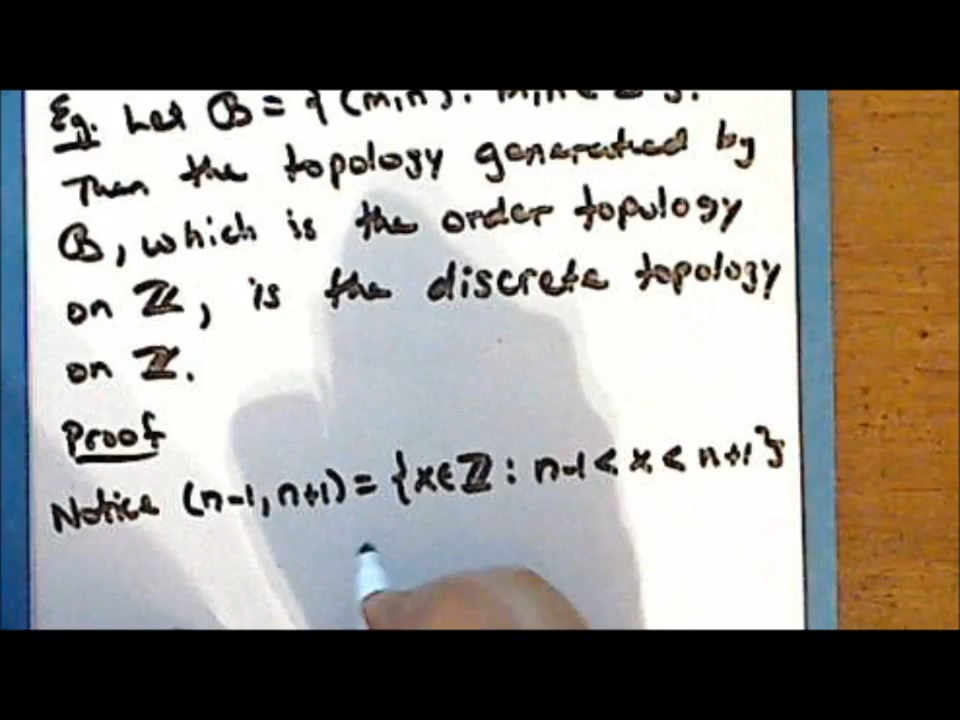 Eg. Let B = {(m,n): m,n ∈ ℤ}.
Then the topology generated by
B, which is the order topology
on ℤ, is the discrete topology
on ℤ.
Proof
Notice (n-1, n+1) = {x∈ℤ : n-1 < x < n+1}